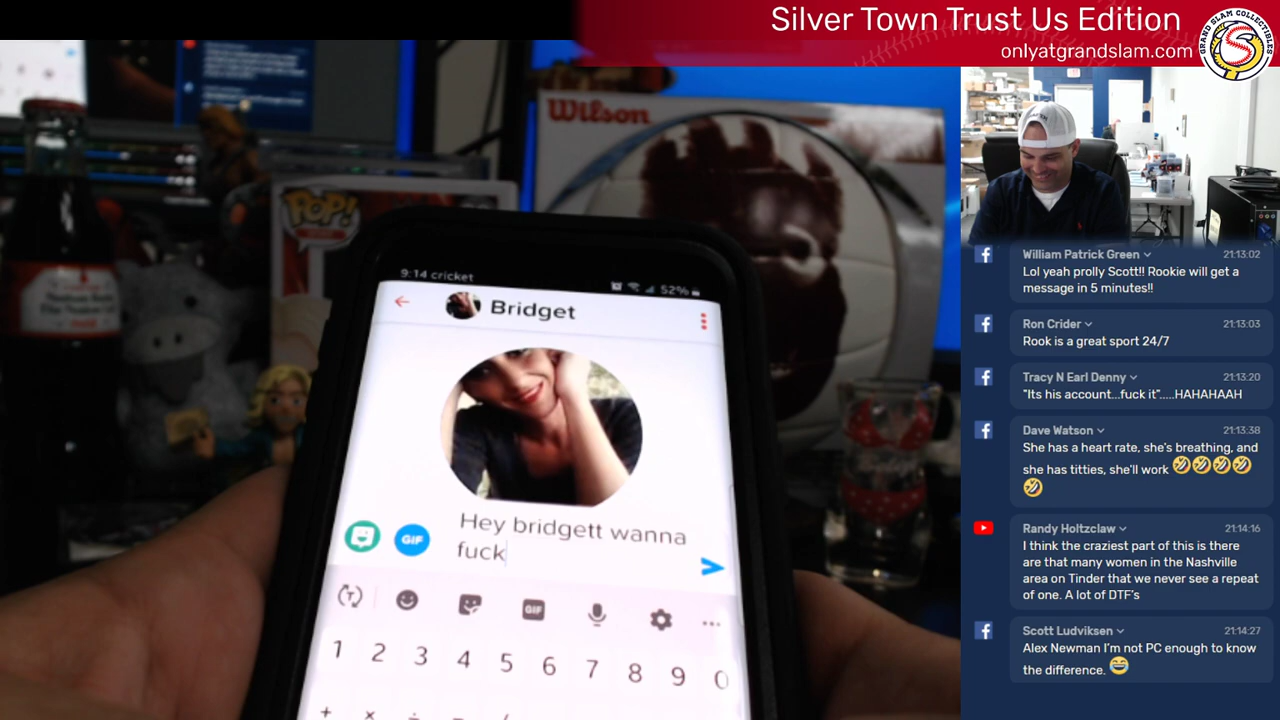 Silver Town Trust Us Edition
onlyatgrandslam.com
GRAND SLAM COLLECTIBLES
Wilson
POP!
9:14 cricket
52%
Bridget
Hey bridgett wanna
fuck
GIF
GIF
1 2 3 4 5 6 7 8 9 0
William Patrick Green
21:13:02
Lol yeah prolly Scott!! Rookie will get a
message in 5 minutes!!
Ron Crider
21:13:03
Rook is a great sport 24/7
Tracy N Earl Denny
21:13:20
"Its his account...fuck it".....HAHAHAAH
Dave Watson
21:13:38
She has a heart rate, she's breathing, and
she has titties, she'll work 🤣🤣🤣🤣
🤣
Randy Holtzclaw
21:14:16
I think the craziest part of this is there
are that many women in the Nashville
area on Tinder that we never see a repeat
of one. A lot of DTF's
Scott Ludviksen
21:14:27
Alex Newman I'm not PC enough to know
the difference. 😂